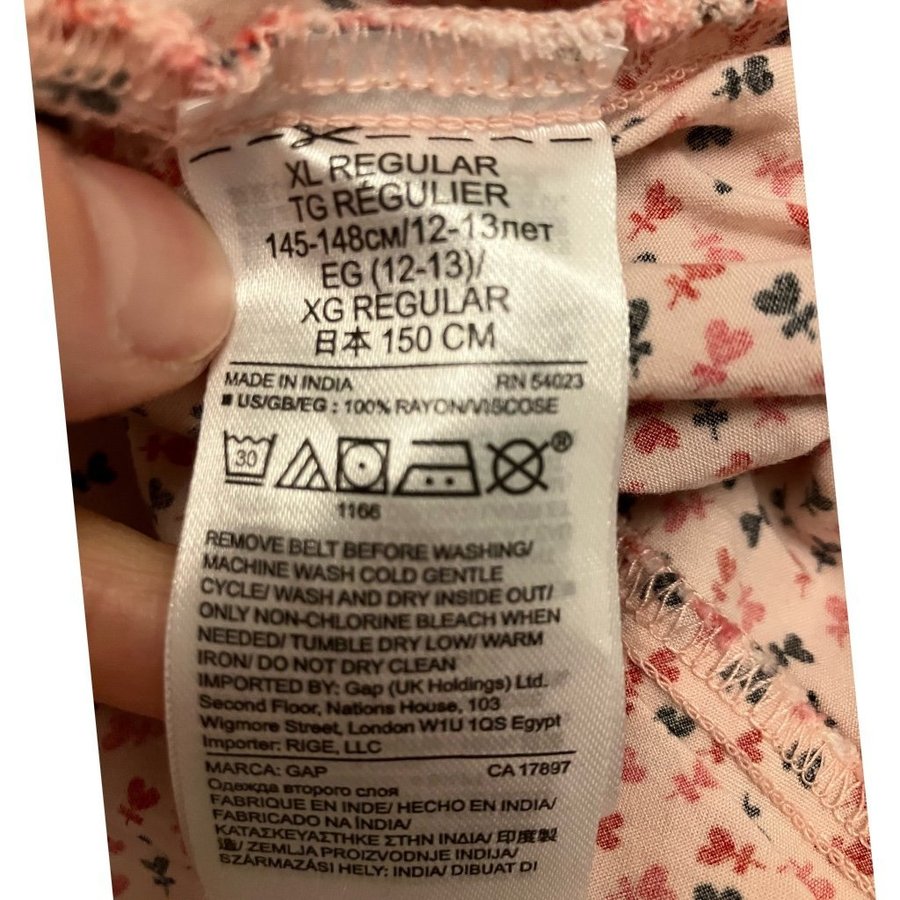 XL REGULAR
TG RÉGULIER
145-148см/12-13лет
EG (12-13)/
XG REGULAR
日本 150 CM
MADE IN INDIA RN 54023
■ US/GB/EG : 100% RAYON/VISCOSE
30 ®
1166
REMOVE BELT BEFORE WASHING/
MACHINE WASH COLD GENTLE
CYCLE/ WASH AND DRY INSIDE OUT/
ONLY NON-CHLORINE BLEACH WHEN
NEEDED/ TUMBLE DRY LOW/ WARM
IRON/ DO NOT DRY CLEAN
IMPORTED BY: Gap (UK Holdings) Ltd.
Second Floor, Nations House, 103
Wigmore Street, London W1U 1QS Egypt
Importer: RIGE, LLC
MARCA: GAP CA 17897
Одежда второго слоя
FABRIQUE EN INDE/ HECHO EN INDIA/
FABRICADO NA ÍNDIA/
ΚΑΤΑΣΚΕΥΑΣΤΗΚΕ ΣΤΗΝ ΙΝΔΙΑ/ 印度製
造/ ZEMLJA PROIZVODNJE INDIJA/
SZÁRMAZÁSI HELY: INDIA/ DIBUAT DI